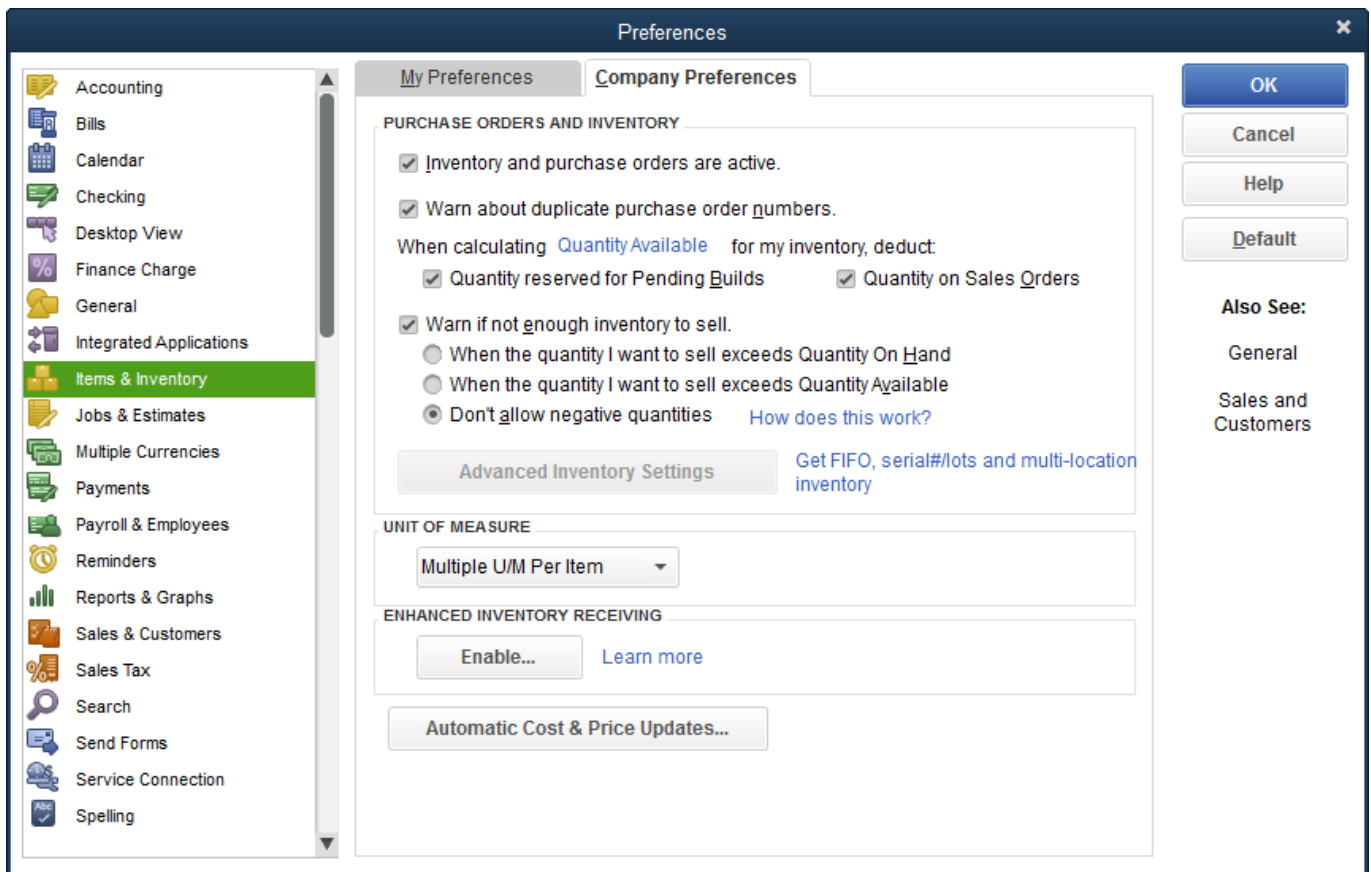 Preferences
Accounting
Bills
Calendar
Checking
Desktop View
Finance Charge
General
Integrated Applications
Items & Inventory
Jobs & Estimates
Multiple Currencies
Payments
Payroll & Employees
Reminders
Reports & Graphs
Sales & Customers
Sales Tax
Search
Send Forms
Service Connection
Abc
Spelling
My Preferences
Company Preferences
PURCHASE ORDERS AND INVENTORY
Inventory and purchase orders are active.
Warn about duplicate purchase order numbers.
When calculating Quantity Available for my inventory, deduct:
Quantity reserved for Pending Builds Quantity on Sales Orders
Warn if not enough inventory to sell.
When the quantity I want to sell exceeds Quantity On Hand
When the quantity I want to sell exceeds Quantity Available
Don't allow negative quantities How does this work?
Advanced Inventory Settings
Get FIFO, serial#/lots and multi-location
inventory
UNIT OF MEASURE
Multiple U/M Per Item
ENHANCED INVENTORY RECEIVING
Enable... Learn more
Automatic Cost & Price Updates...
OK
Cancel
Help
Default
Also See:
General
Sales and
Customers